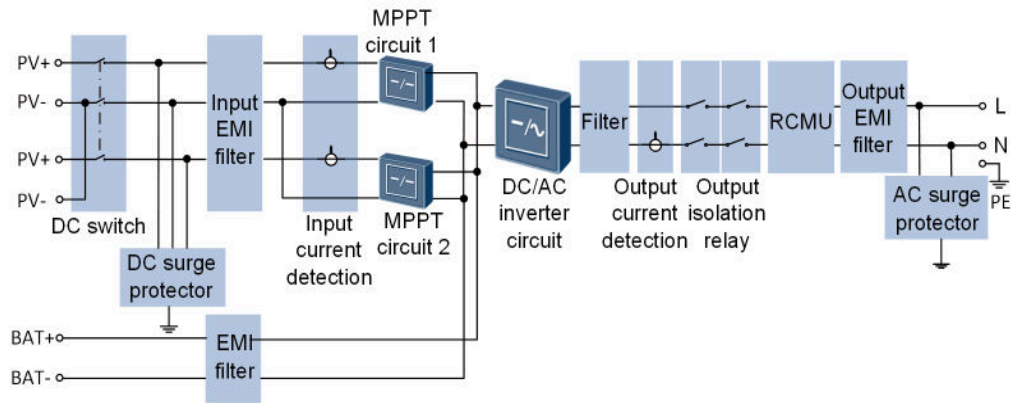 PV+
PV-
PV+
PV-
DC switch
DC surge
protector
Input
EMI
filter
Input
current
detection
MPPT
circuit 1
MPPT
circuit 2
BAT+
BAT-
EMI
filter
DC/AC
inverter
circuit
Filter
Output
current
detection
Output
isolation
relay
RCMU
Output
EMI
filter
L
N
PE
AC surge
protector